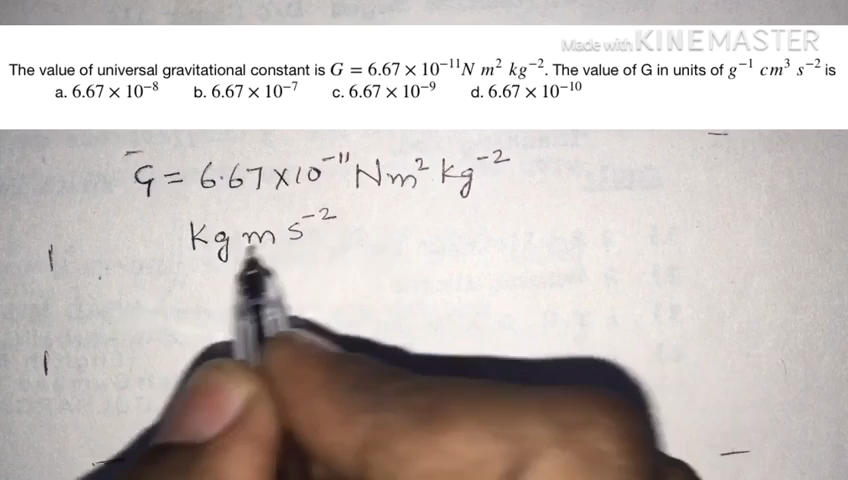 Made with KINEMASTER
The value of universal gravitational constant is G = 6.67 × 10⁻¹¹N m² kg⁻². The value of G in units of g⁻¹ cm³ s⁻² is
a. 6.67 × 10⁻⁸ b. 6.67 × 10⁻⁷ c. 6.67 × 10⁻⁹ d. 6.67 × 10⁻¹⁰
G = 6.67 × 10⁻¹¹ Nm² kg⁻²
Kg m s⁻²